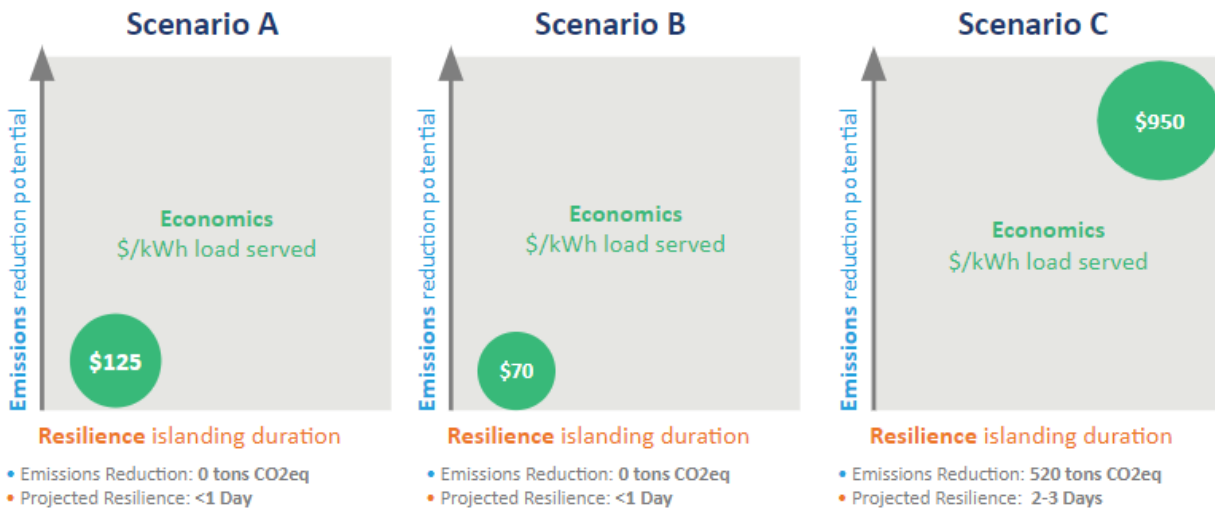 Scenario A
Emissions reduction potential
Economics
$/kWh load served
$125
Resilience islanding duration
• Emissions Reduction: 0 tons CO2eq
• Projected Resilience: <1 Day
Scenario B
Emissions reduction potential
Economics
$/kWh load served
$70
Resilience islanding duration
• Emissions Reduction: 0 tons CO2eq
• Projected Resilience: <1 Day
Scenario C
Emissions reduction potential
$950
Economics
$/kWh load served
Resilience islanding duration
• Emissions Reduction: 520 tons CO2eq
• Projected Resilience: 2-3 Days